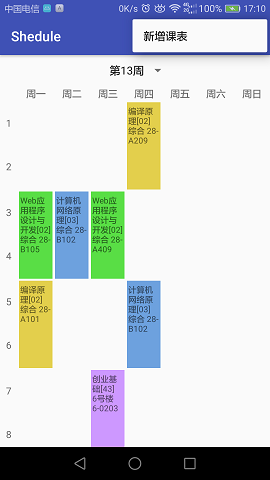 中国电信
0K/s
100%
17:10
Shedule
新增课表
第13周
周一 周二 周三 周四 周五 周六 周日
1
编译原
理[02]
综合 28-
A209
2
3
Web应
用程序
设计与
开发[02]
综合 28-
B105
计算机
网络原
理[03]
综合 28-
B102
Web应
用程序
设计与
开发[02]
综合 28-
A409
4
5
编译原
理[02]
综合 28-
A101
计算机
网络原
理[03]
综合 28-
B102
6
7
创业基
础[43]
6号楼
6-0203
8